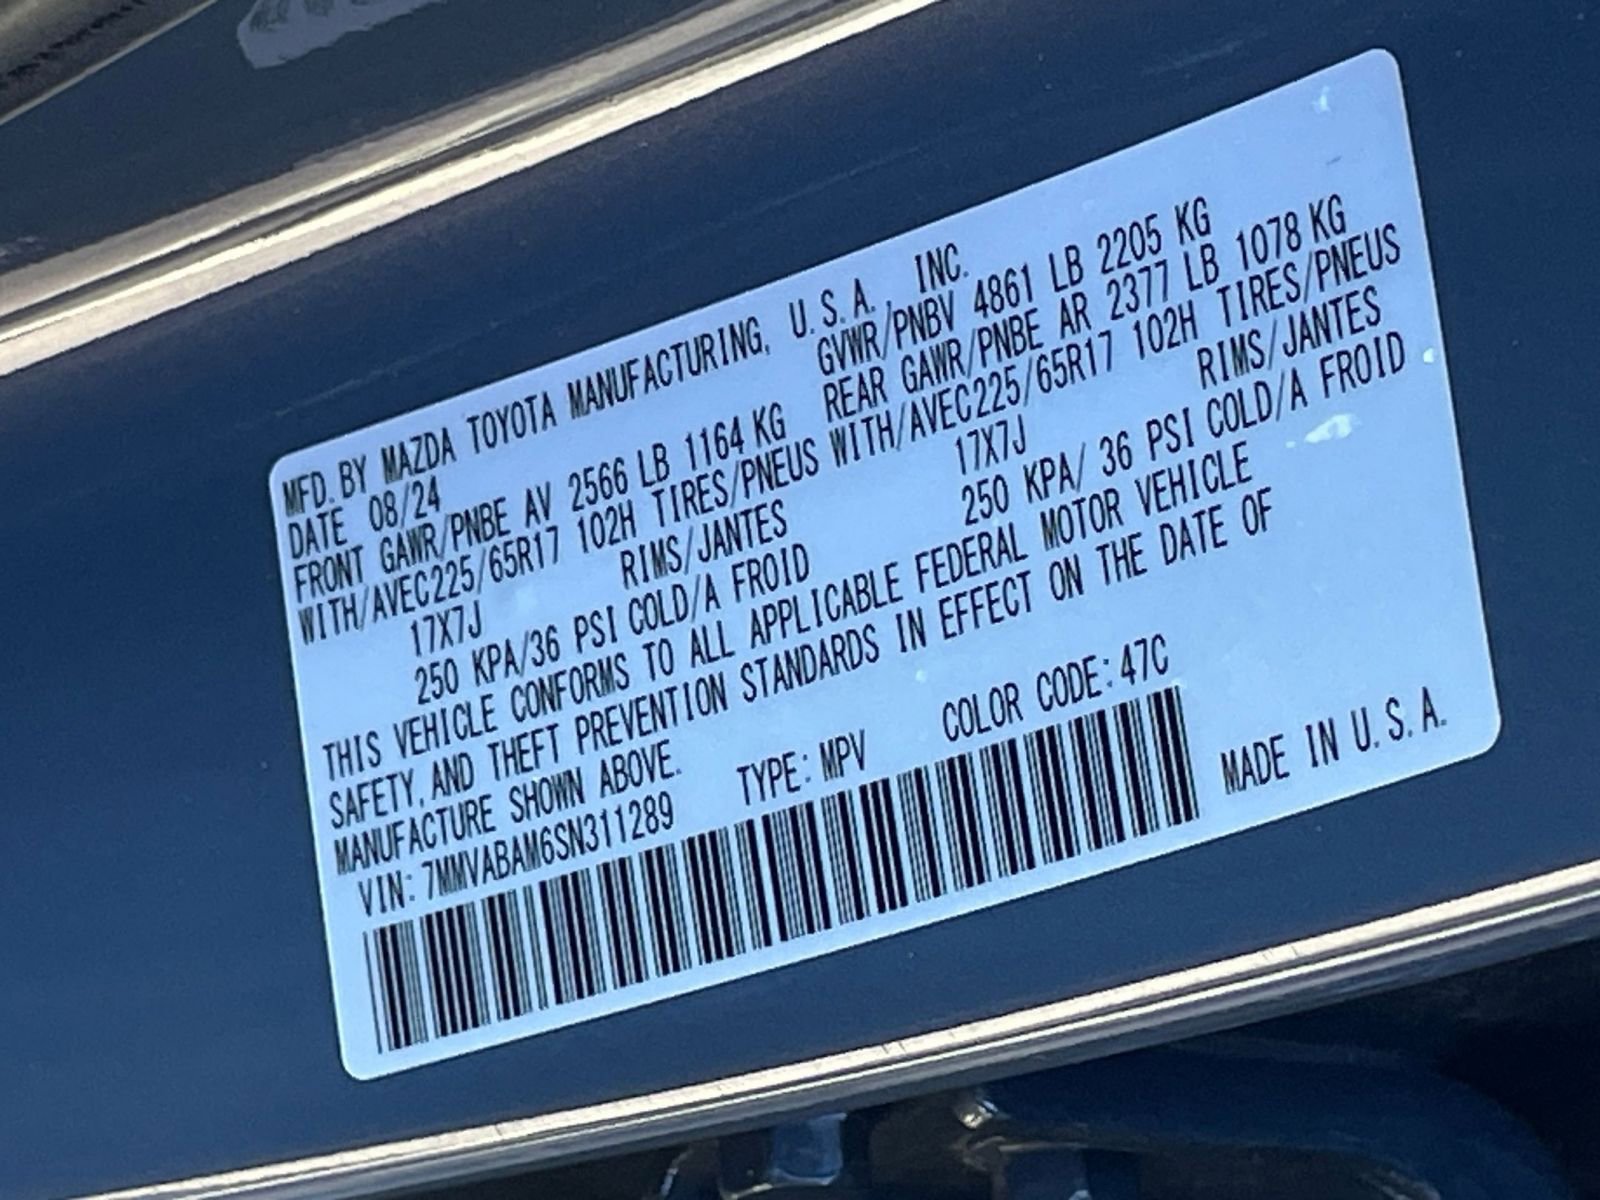 MFD. BY MAZDA TOYOTA MANUFACTURING, U.S.A., INC.
DATE 08/24 GVWR/PNBV 4861 LB 2205 KG
FRONT GAWR/PNBE AV 2566 LB 1164 KG REAR GAWR/PNBE AR 2377 LB 1078 KG
WITH/AVEC225/65R17 102H TIRES/PNEUS WITH/AVEC225/65R17 102H TIRES/PNEUS
17X7J RIMS/JANTES 17X7J RIMS/JANTES
250 KPA/36 PSI COLD/A FROID 250 KPA/ 36 PSI COLD/A FROID
THIS VEHICLE CONFORMS TO ALL APPLICABLE FEDERAL MOTOR VEHICLE
SAFETY, AND THEFT PREVENTION STANDARDS IN EFFECT ON THE DATE OF
MANUFACTURE SHOWN ABOVE.
VIN: 7MMVABAM6SN311289 TYPE: MPV COLOR CODE: 47C
MADE IN U.S.A.